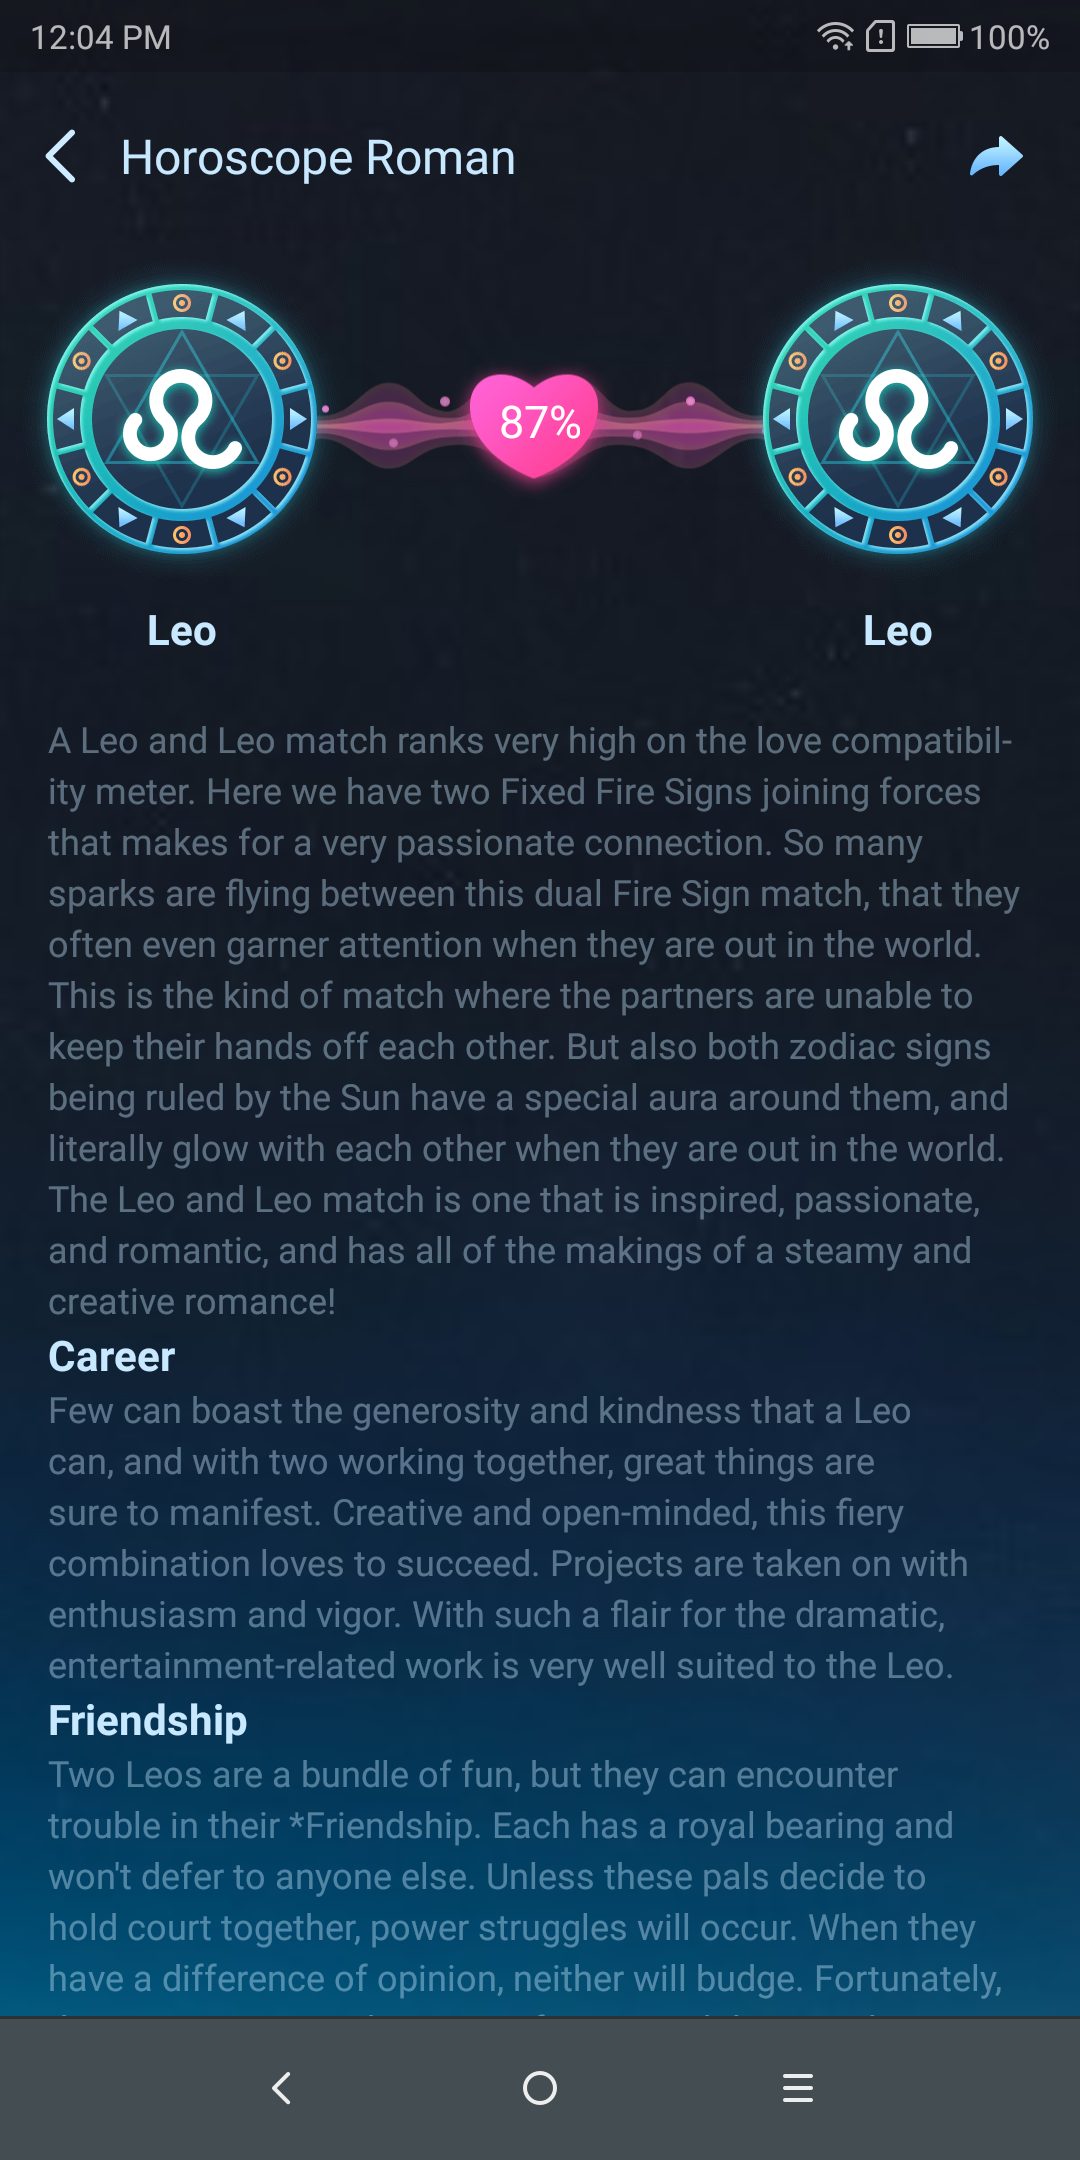 12:04 PM
100%
Horoscope Roman
87%
Leo
Leo
A Leo and Leo match ranks very high on the love compatibil-
ity meter. Here we have two Fixed Fire Signs joining forces
that makes for a very passionate connection. So many
sparks are flying between this dual Fire Sign match, that they
often even garner attention when they are out in the world.
This is the kind of match where the partners are unable to
keep their hands off each other. But also both zodiac signs
being ruled by the Sun have a special aura around them, and
literally glow with each other when they are out in the world.
The Leo and Leo match is one that is inspired, passionate,
and romantic, and has all of the makings of a steamy and
creative romance!
Career
Few can boast the generosity and kindness that a Leo
can, and with two working together, great things are
sure to manifest. Creative and open-minded, this fiery
combination loves to succeed. Projects are taken on with
enthusiasm and vigor. With such a flair for the dramatic,
entertainment-related work is very well suited to the Leo.
Friendship
Two Leos are a bundle of fun, but they can encounter
trouble in their *Friendship. Each has a royal bearing and
won't defer to anyone else. Unless these pals decide to
hold court together, power struggles will occur. When they
have a difference of opinion, neither will budge. Fortunately,